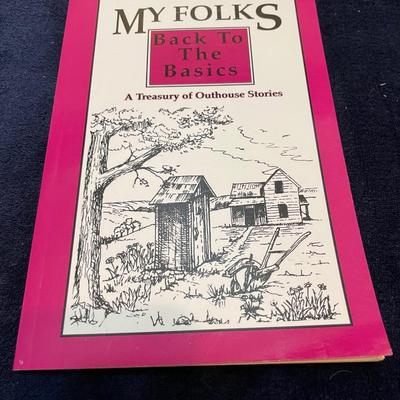 MY FOLKS
Back To
The
Basics
A Treasury of Outhouse Stories